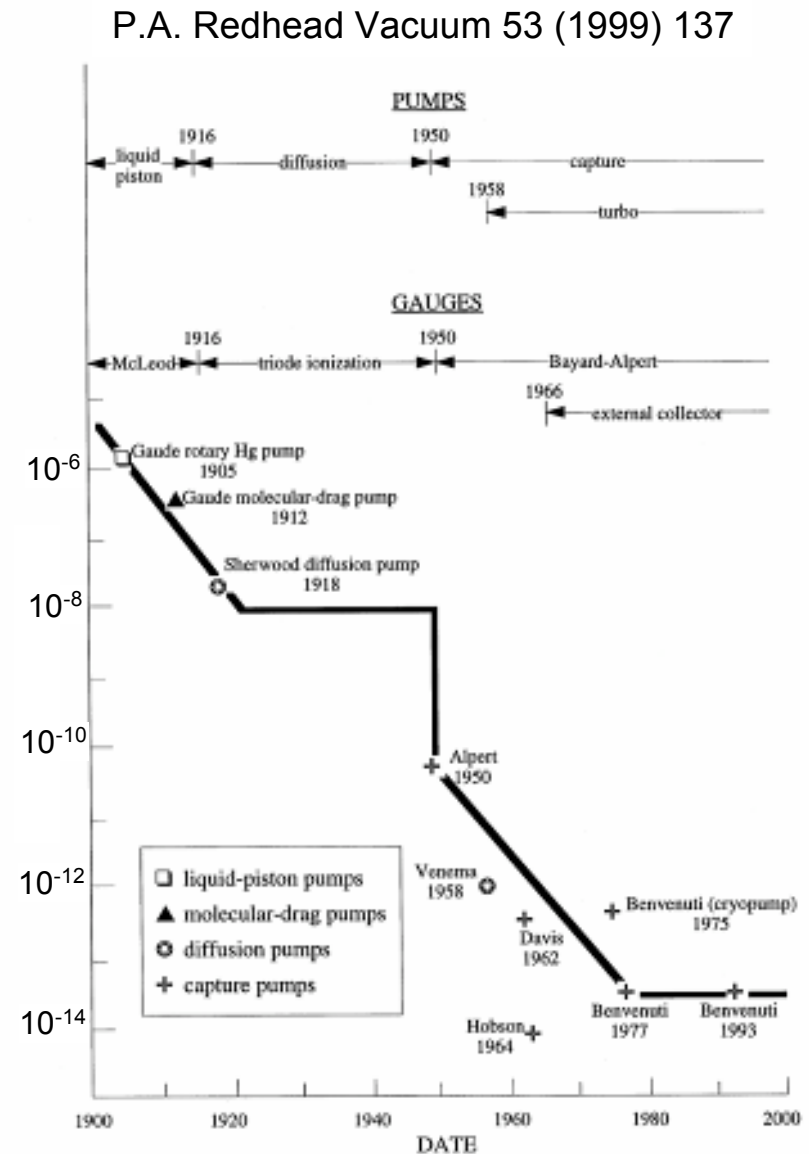 P.A. Redhead Vacuum 53 (1999) 137
PUMPS
1916 1950
liquid piston diffusion capture
1958
turbo
GAUGES
1916 1950
McLeod triode ionization Bayard-Alpert
1966
external collector
10-6
Gaude rotary Hg pump
1905
Gaude molecular-drag pump
1912
Sherwood diffusion pump
1918
10-8
10-10
Alpert
1950
10-12
liquid-piston pumps
molecular-drag pumps
diffusion pumps
capture pumps
Venema
1958
Davis
1962
Benvenuti (cryopump)
1975
10-14
Hobson
1964
Benvenuti
1977
Benvenuti
1993
1900 1920 1940 1960 1980 2000
DATE